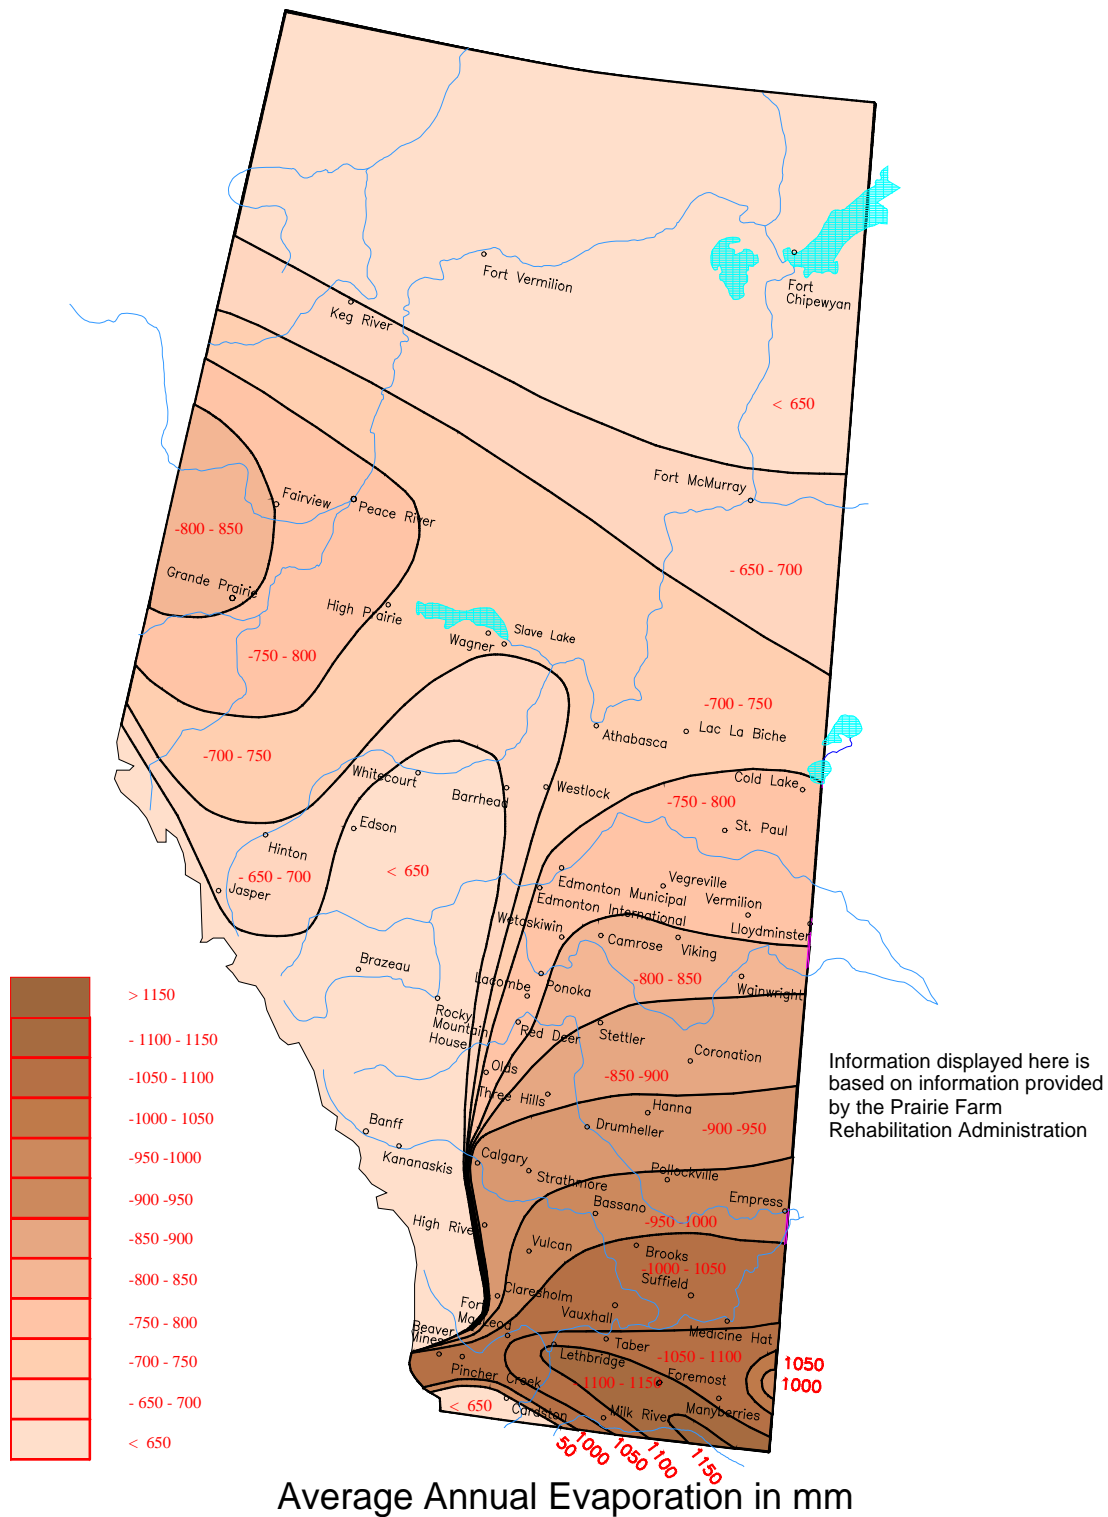 Fort Vermilion
Fort
Chipewyan
Keg River
< 650
Fort McMurray
Fairview
Peace River
-800 - 850
- 650 - 700
Grande Prairie
High Prairie
Slave Lake
Wagner
-750 - 800
-700 - 750
Athabasca
Lac La Biche
-700 - 750
Whitecourt
Barrhead
Westlock
Cold Lake
-750 - 800
Edson
St. Paul
Hinton
< 650
- 650 - 700
Jasper
Edmonton Municipal
Vegreville
Edmonton International
Vermilion
Wetaskiwin
Lloydminster
Camrose
Viking
Brazeau
-800 - 850
Lacombe
Ponoka
Wainwright
Rocky
Mountain
House
Red Deer
Stettler
Coronation
Olds
-850 -900
Three Hills
Hanna
Banff
Drumheller
-900 -950
Kananaskis
Calgary
Strathmore
Pollockville
Bassano
Empress
High River
-950 -1000
Vulcan
Brooks
-1000 - 1050
Suffield
Claresholm
Fort
MacLeod
Vauxhall
Beaver
Mines
Medicine Hat
Taber
Lethbridge
-1050 - 1100
Pincher Creek
Foremost
-1100 - 1150
1050
1000
< 650
Cardston
Milk River
Manyberries
50
1000
1050
1100
1150
> 1150
- 1100 - 1150
-1050 - 1100
-1000 - 1050
-950 -1000
-900 -950
-850 -900
-800 - 850
-750 - 800
-700 - 750
- 650 - 700
< 650
Information displayed here is
based on information provided
by the Prairie Farm
Rehabilitation Administration
Average Annual Evaporation in mm